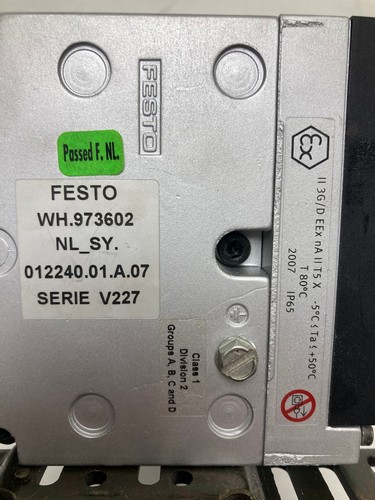 FESTO
Passed F. NL.
FESTO
WH.973602
NL_SY.
012240.01.A.07
SERIE V227
Class 1
Division 2
Groups A, B, C and D
Ex
II 3G/D EEx nA II T5 X -5°C ≤ Ta ≤ +50°C
T 80°C
2007 IP65